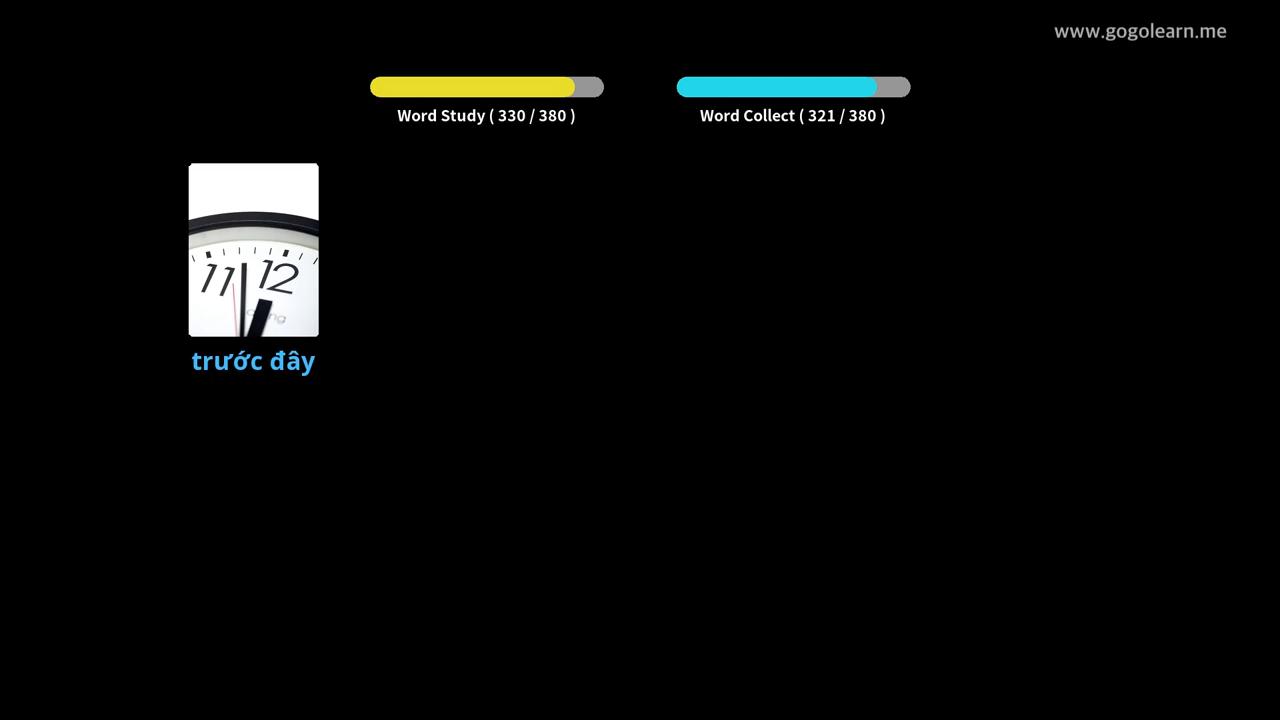 www.gogolearn.me
Word Study ( 330 / 380 )
Word Collect ( 321 / 380 )
11 12
trước đây